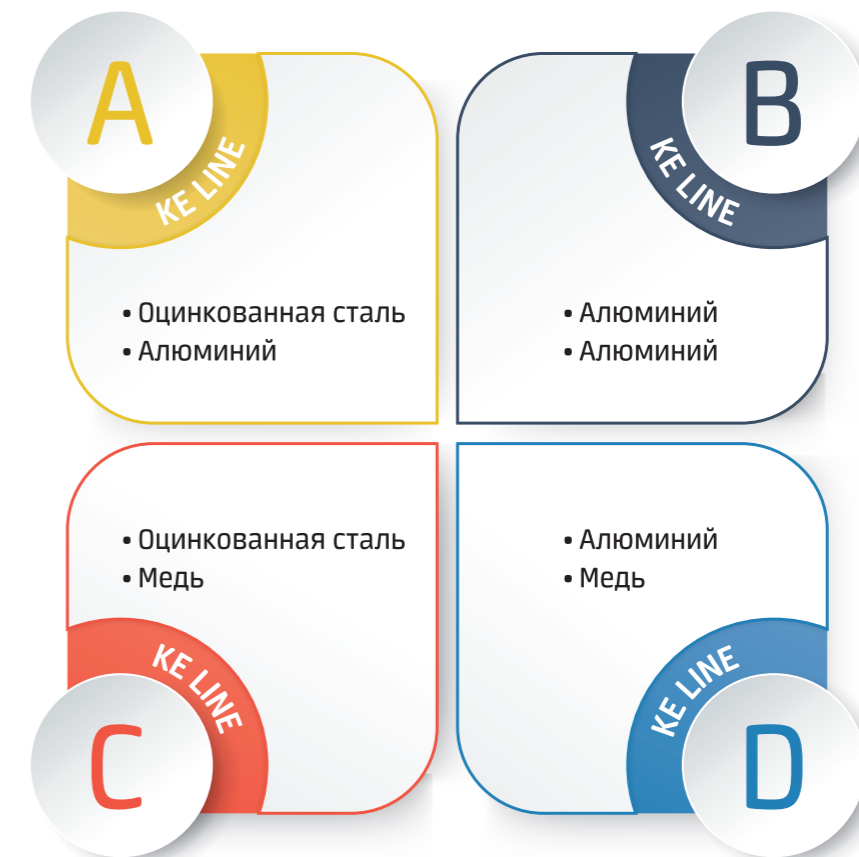 A
KE LINE
• Оцинкованная сталь
• Алюминий
B
KE LINE
• Алюминий
• Алюминий
• Оцинкованная сталь
• Медь
KE LINE
C
• Алюминий
• Медь
KE LINE
D